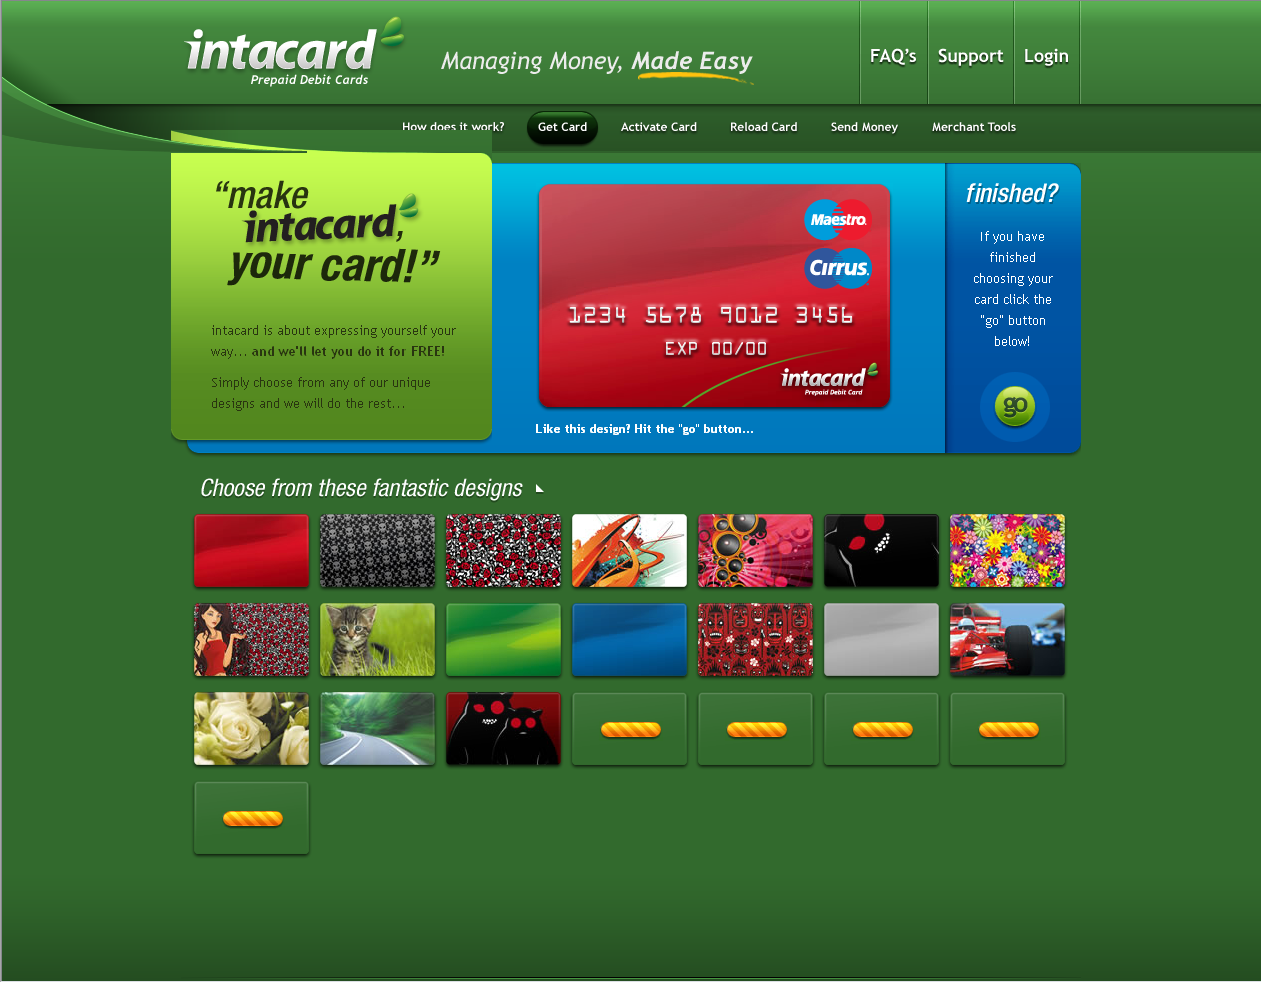 intacard
Prepaid Debit Cards
Managing Money, Made Easy
FAQ's
Support
Login
How does it work?
Get Card
Activate Card
Reload Card
Send Money
Merchant Tools
“make
intacard,
your card!”
intacard is about expressing yourself your
way... and we'll let you do it for FREE!
Simply choose from any of our unique
designs and we will do the rest...
Maestro
Cirrus
1234 5678 9012 3456
EXP 00/00
intacard
Prepaid Debit Card
Like this design? Hit the "go" button...
finished?
If you have
finished
choosing your
card click the
"go" button
below!
go
Choose from these fantastic designs